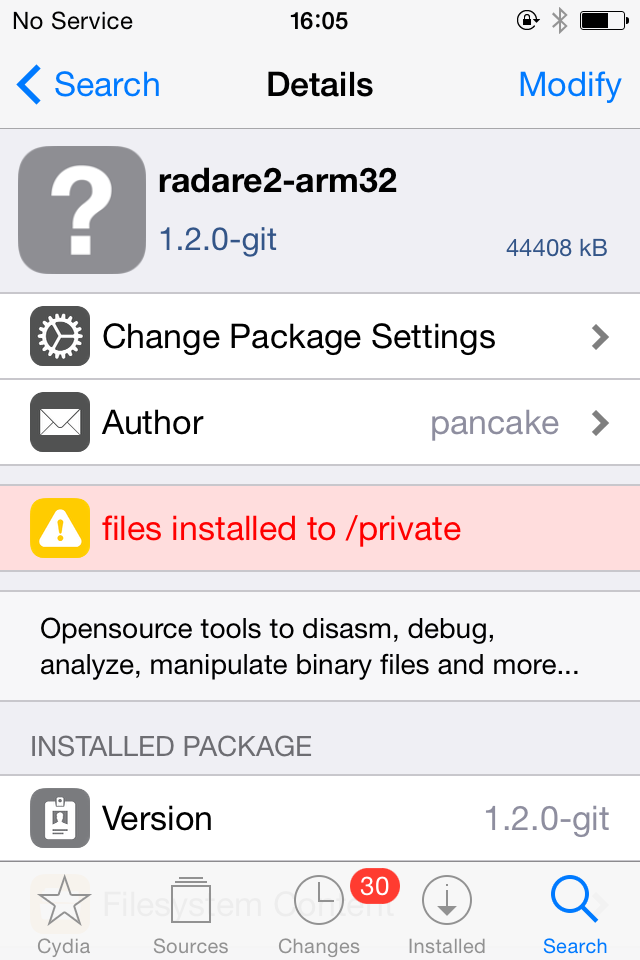 No Service 16:05
Search Details Modify
radare2-arm32
1.2.0-git 44408 kB
Change Package Settings
Author pancake
files installed to /private
Opensource tools to disasm, debug,
analyze, manipulate binary files and more...
INSTALLED PACKAGE
Version 1.2.0-git
Filesystem Content
30
Cydia Sources Changes Installed Search